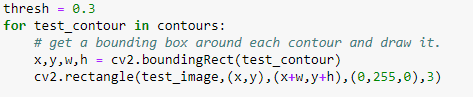 thresh = 0.3
for test_contour in contours:
    # get a bounding box around each contour and draw it.
    x,y,w,h = cv2.boundingRect(test_contour)
    cv2.rectangle(test_image,(x,y),(x+w,y+h),(0,255,0),3)